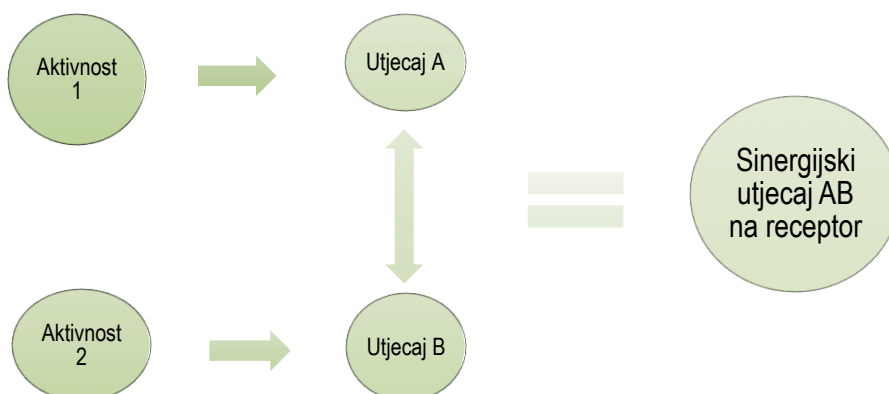 Aktivnost
1
Utjecaj A
Sinergijski
utjecaj AB
na receptor
Aktivnost
2
Utjecaj B